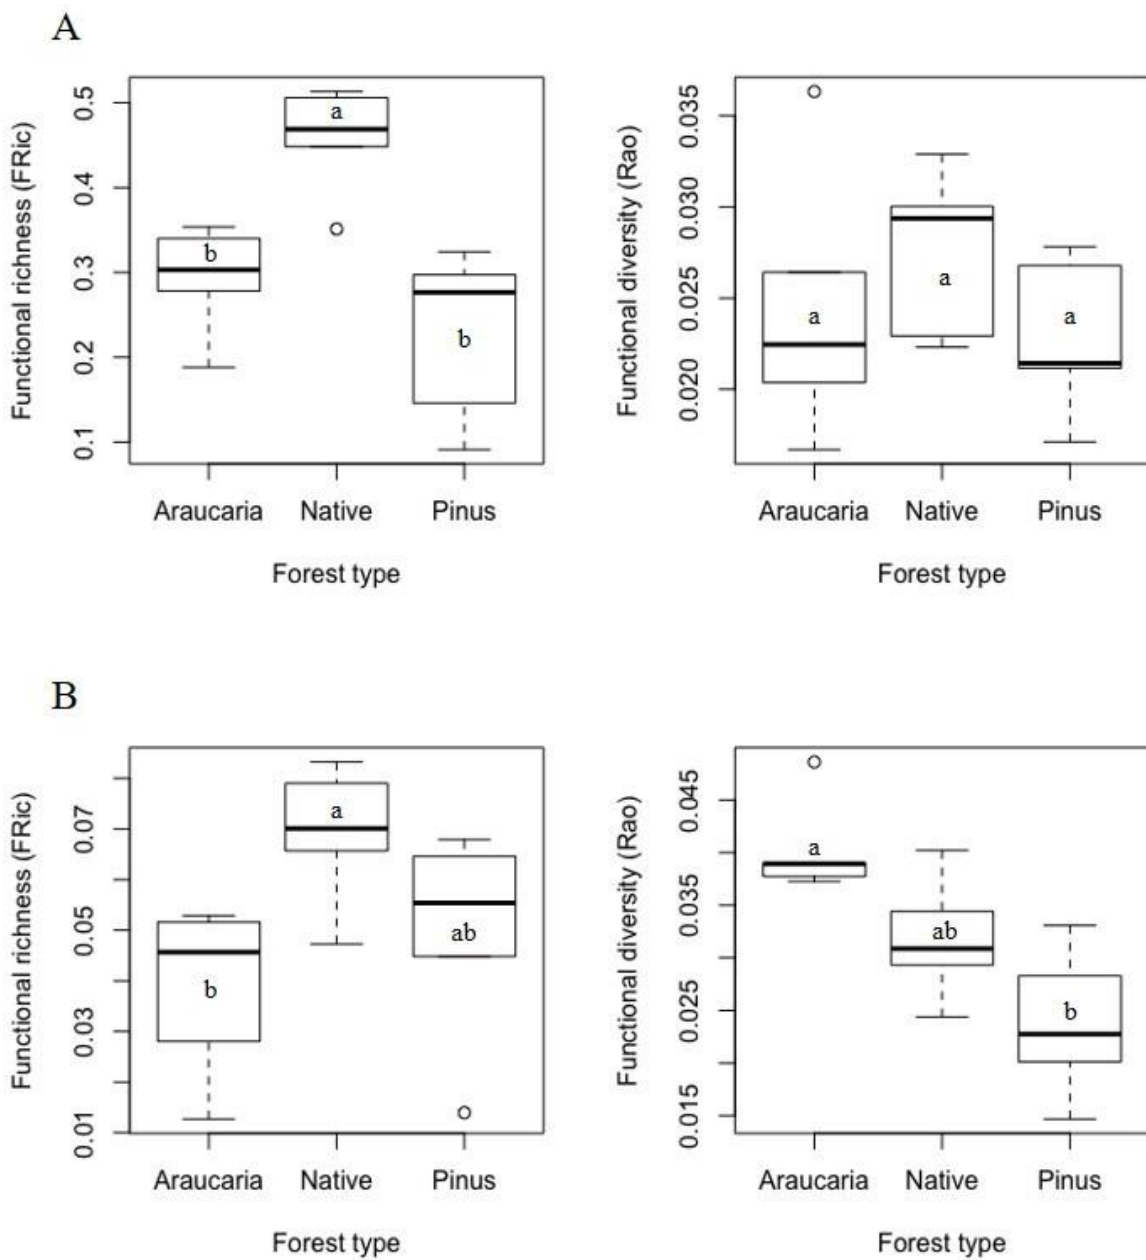 A
Functional richness (FRic)
0.5
0.4
0.3
0.2
0.1
b
a
b
Araucaria Native Pinus
Forest type
Functional diversity (Rao)
0.035
0.030
0.025
0.020
a
a
a
Araucaria Native Pinus
Forest type
B
Functional richness (FRic)
0.07
0.05
0.03
0.01
b
a
ab
Araucaria Native Pinus
Forest type
Functional diversity (Rao)
0.045
0.035
0.025
0.015
a
ab
b
Araucaria Native Pinus
Forest type